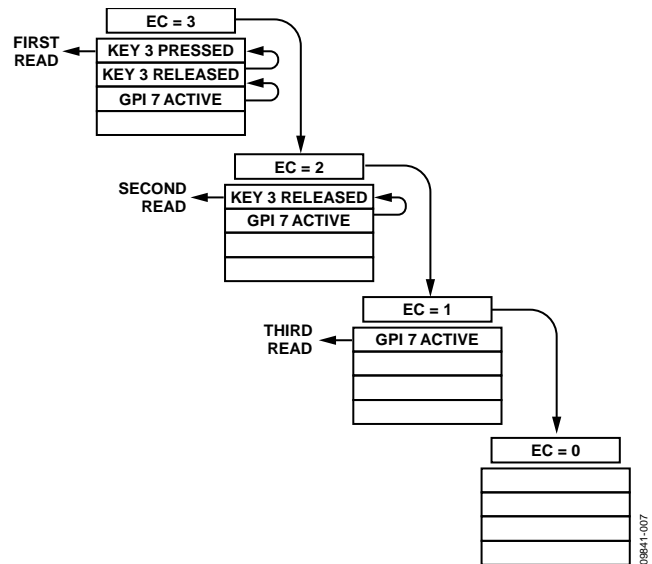 EC = 3
FIRST
READ
KEY 3 PRESSED
KEY 3 RELEASED
GPI 7 ACTIVE
EC = 2
SECOND
READ
KEY 3 RELEASED
GPI 7 ACTIVE
EC = 1
THIRD
READ
GPI 7 ACTIVE
EC = 0
09841-007